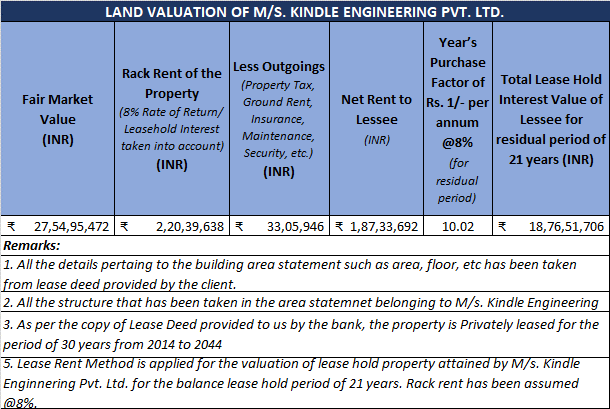 LAND VALUATION OF M/S. KINDLE ENGINEERING PVT. LTD.
Fair Market
Value
(INR)
Rack Rent of the
Property
(8% Rate of Return/
Leasehold Interest
taken into account)
(INR)
Less Outgoings
(Property Tax,
Ground Rent,
Insurance,
Maintenance,
Security, etc.)
(INR)
Net Rent to
Lessee
(INR)
Year's
Purchase
Factor of
Rs. 1/- per
annum
@8%
(for
residual
period)
Total Lease Hold
Interest Value of
Lessee for
residual period of
21 years (INR)
₹ 27,54,95,472 ₹ 2,20,39,638 ₹ 33,05,946 ₹ 1,87,33,692 10.02 ₹ 18,76,51,706
Remarks:
1. All the details pertaing to the building area statement such as area, floor, etc has been taken
from lease deed provided by the client.
2. All the structure that has been taken in the area statemnet belonging to M/s. Kindle Engineering
3. As per the copy of Lease Deed provided to us by the bank, the property is Privately leased for the
period of 30 years from 2014 to 2044
5. Lease Rent Method is applied for the valuation of lease hold property attained by M/s. Kindle
Enginnering Pvt. Ltd. for the balance lease hold period of 21 years. Rack rent has been assumed
@8%.